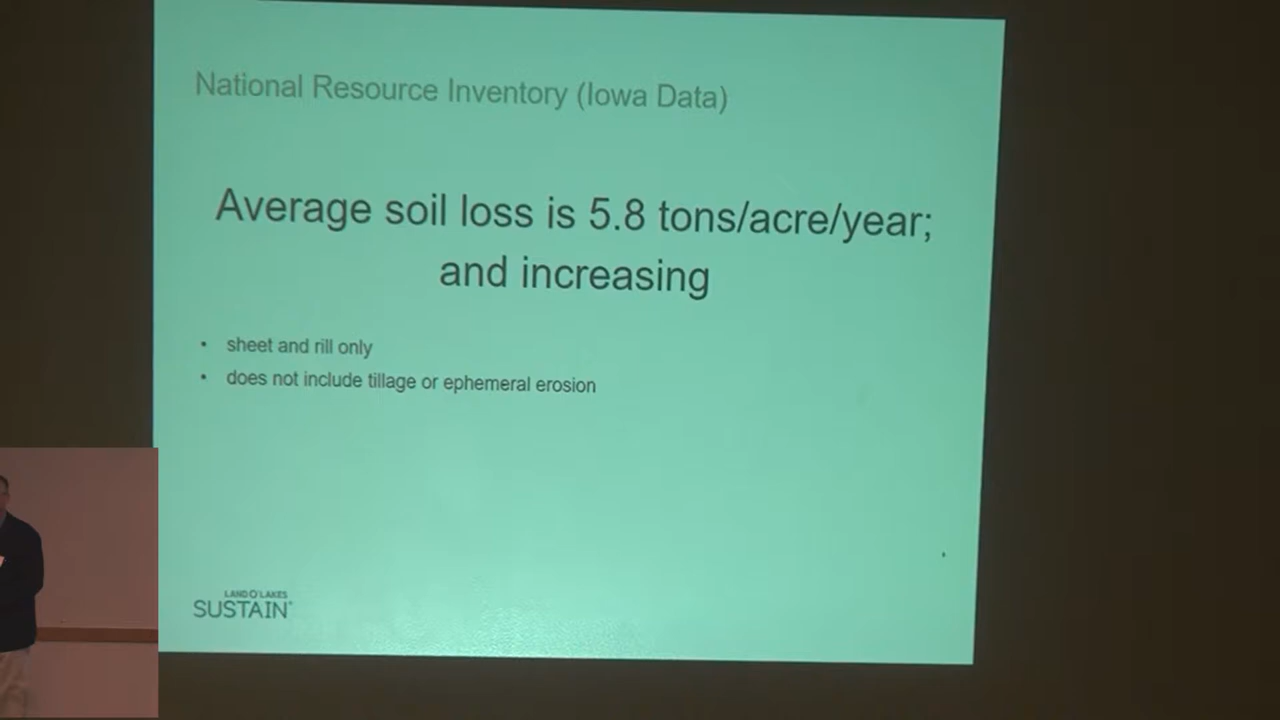 National Resource Inventory (Iowa Data)
Average soil loss is 5.8 tons/acre/year;
and increasing
• sheet and rill only
• does not include tillage or ephemeral erosion
LAND O'LAKES
SUSTAIN®